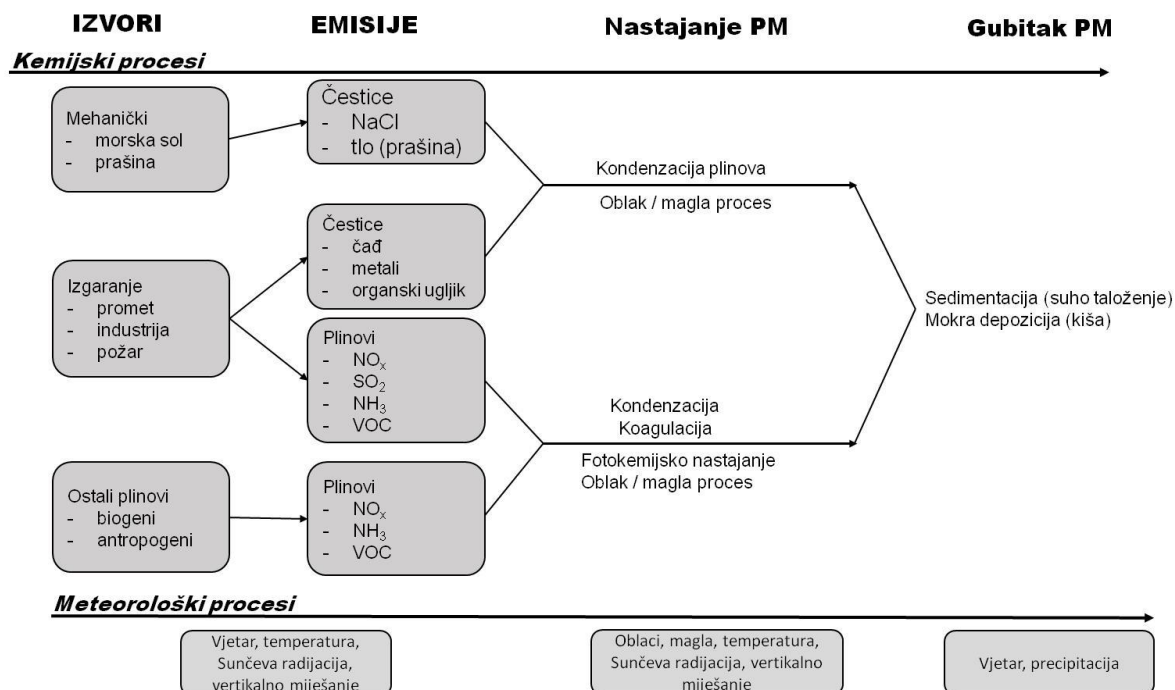 IZVORI
EMISIJE
Nastajanje PM
Gubitak PM
Kemijski procesi
Mehanički
- morska sol
- prašina
Čestice
- NaCl
- tlo (prašina)
Kondenzacija plinova
Oblak / magla proces
Izgaranje
- promet
- industrija
- požar
Čestice
- čađ
- metali
- organski ugljik
Plinovi
- NOₓ
- SO₂
- NH₃
- VOC
Sedimentacija (suho taloženje)
Mokra depozicija (kiša)
Kondenzacija
Koagulacija
Fotokemijsko nastajanje
Oblak / magla proces
Ostali plinovi
- biogeni
- antropogeni
Plinovi
- NOₓ
- NH₃
- VOC
Meteorološki procesi
Vjetar, temperatura,
Sunčeva radijacija,
vertikalno miješanje
Oblaci, magla, temperatura,
Sunčeva radijacija, vertikalno
miješanje
Vjetar, precipitacija